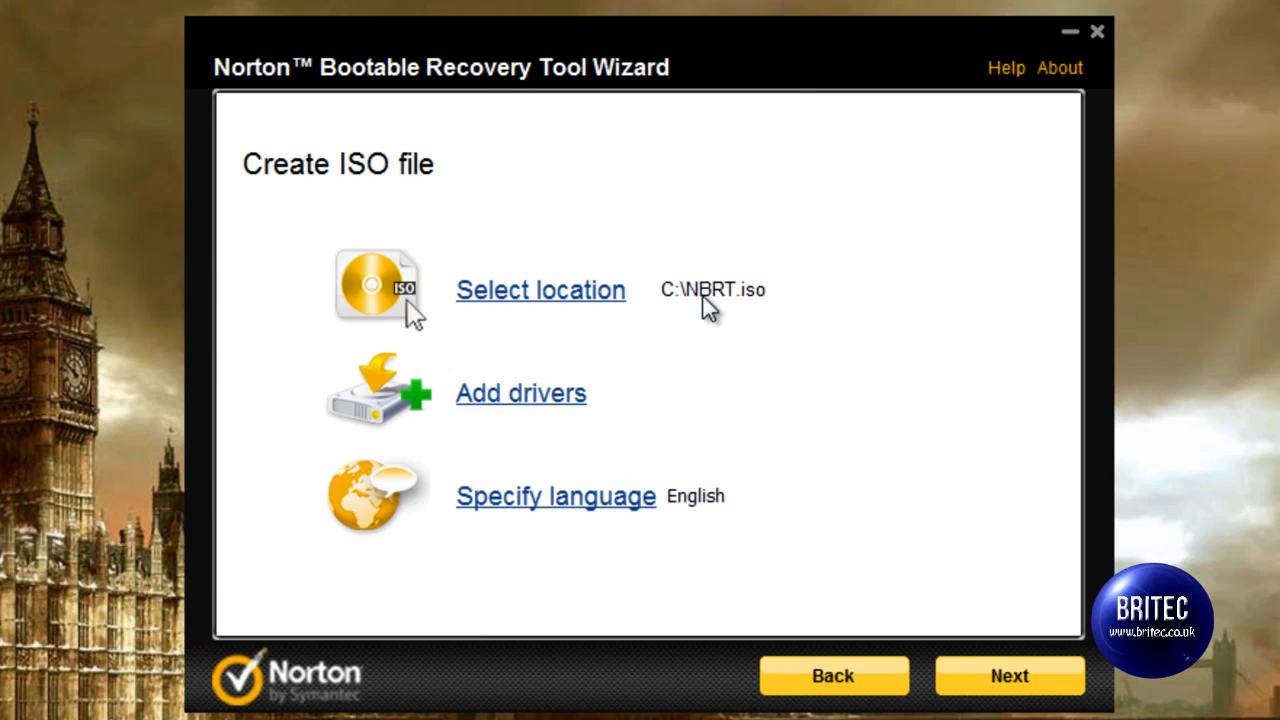 Norton™ Bootable Recovery Tool Wizard
Help About
Create ISO file
ISO
Select location C:\NBRT.iso
Add drivers
Specify language English
BRITEC
www.britec.co.uk
Norton
by Symantec
Back Next